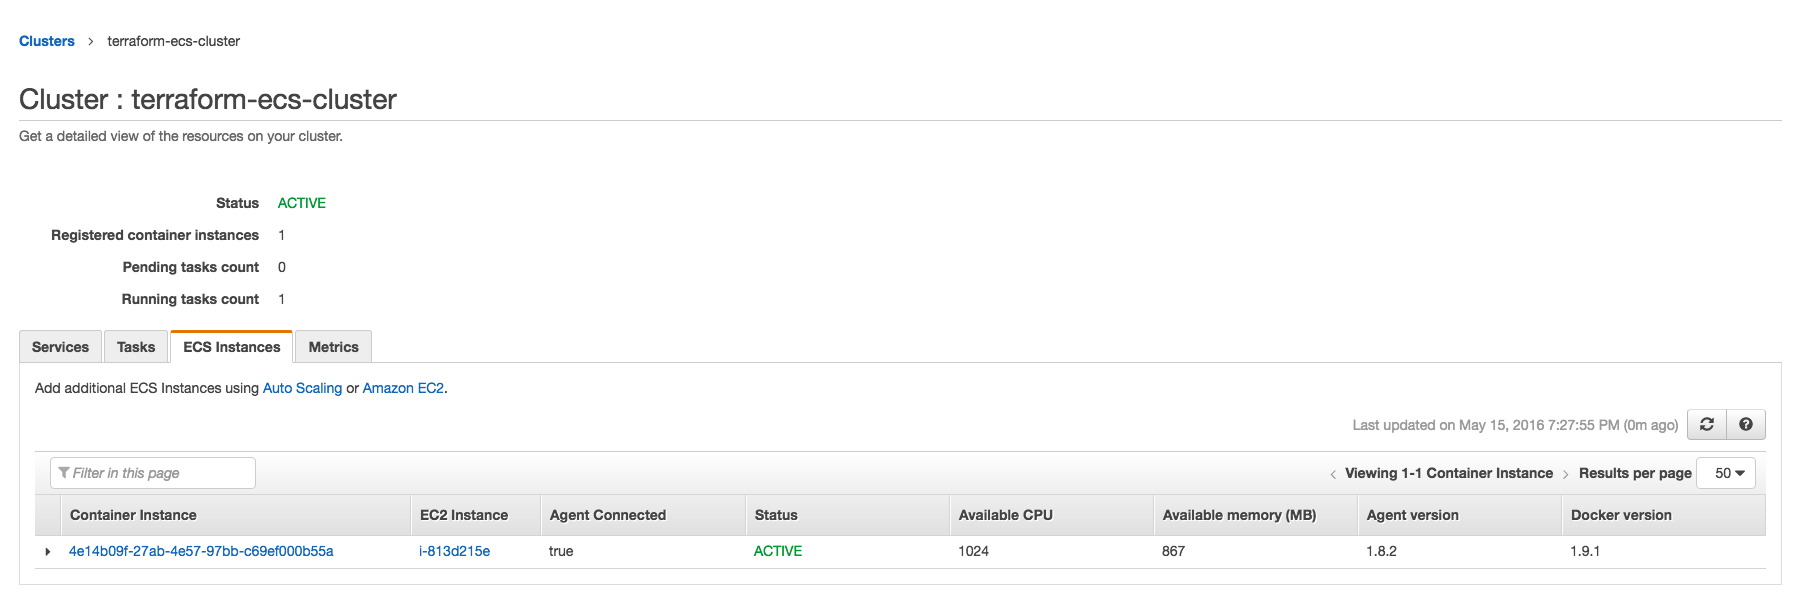 Clusters > terraform-ecs-cluster
Cluster : terraform-ecs-cluster
Get a detailed view of the resources on your cluster.
Status ACTIVE
Registered container instances 1
Pending tasks count 0
Running tasks count 1
Services Tasks ECS Instances Metrics
Add additional ECS Instances using Auto Scaling or Amazon EC2.
Last updated on May 15, 2016 7:27:55 PM (0m ago)
Filter in this page < Viewing 1-1 Container Instance > Results per page 50
Container Instance EC2 Instance Agent Connected Status Available CPU Available memory (MB) Agent version Docker version
4e14b09f-27ab-4e57-97bb-c69ef000b55a i-813d215e true ACTIVE 1024 867 1.8.2 1.9.1